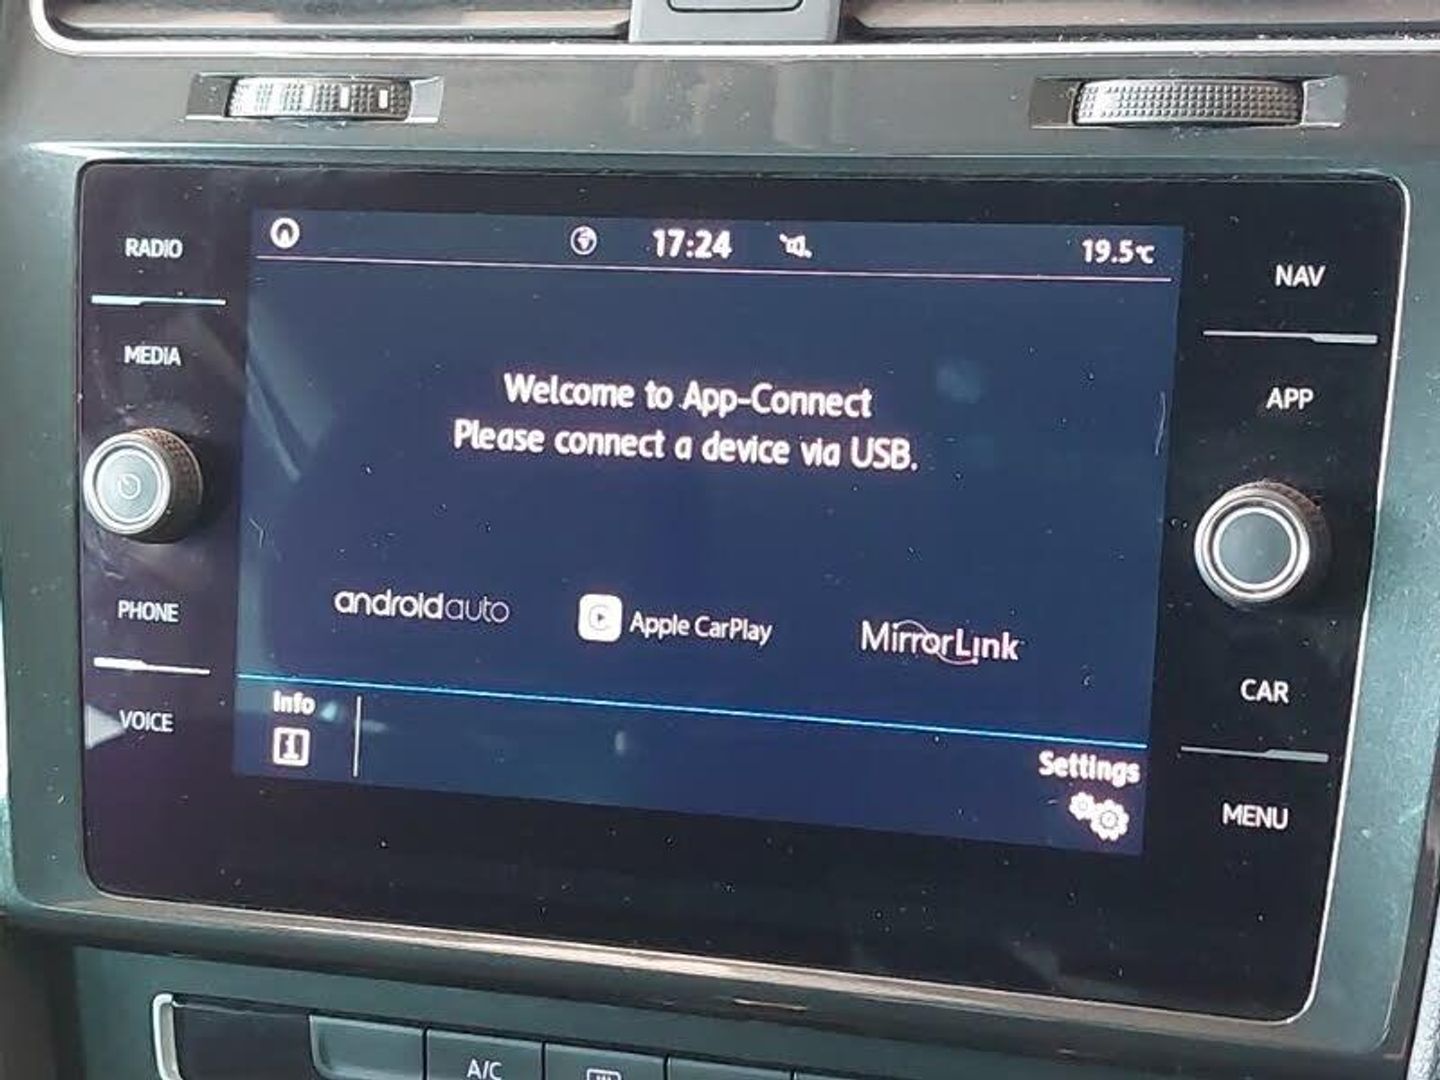 RADIO
MEDIA
PHONE
VOICE
17:24
19.5°C
Welcome to App-Connect
Please connect a device via USB.
androidauto
Apple CarPlay
MirrorLink
Info
i
Settings
NAV
APP
CAR
MENU
A/C